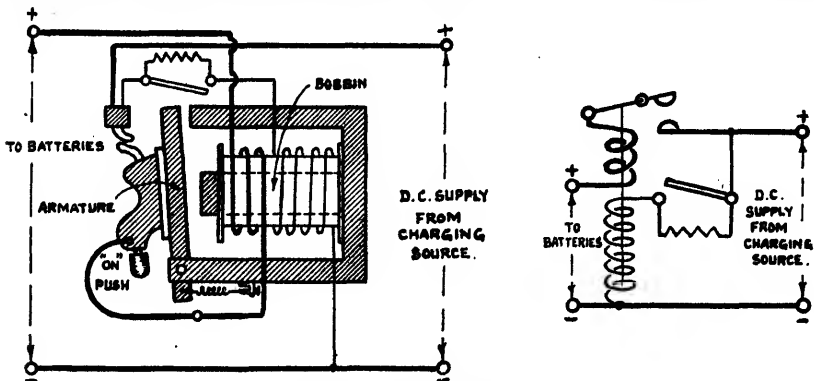 +
+
BOBBIN
TO BATTERIES
ARMATURE
D.C. SUPPLY
FROM
CHARGING
SOURCE.
"ON"
PUSH
-
-
+
+
TO
BATTERIES
D.C.
SUPPLY
FROM
CHARGING
SOURCE.
-
-